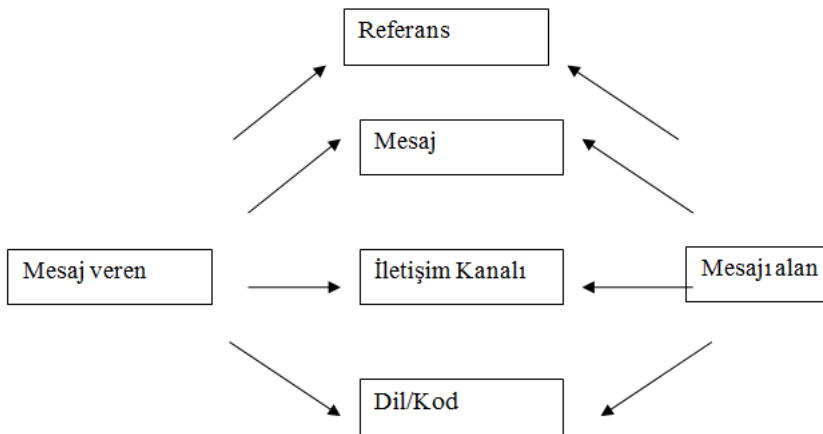 Referans
Mesaj
Mesaj veren
İletişim Kanalı
Mesajı alan
Dil/Kod